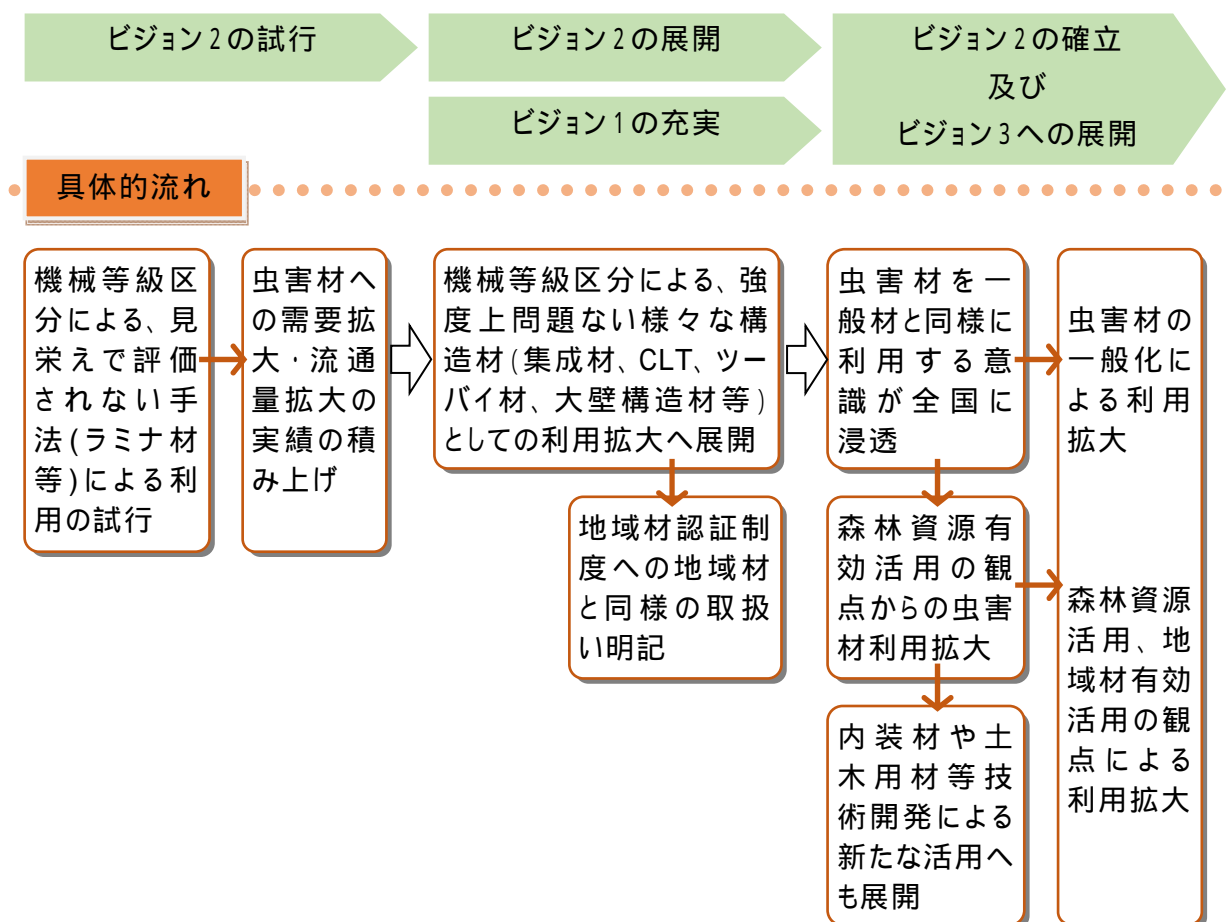 ビジョン2の試行
ビジョン2の展開
ビジョン1の充実
ビジョン2の確立
及び
ビジョン3への展開
具体的流れ
機械等級区
分による、見
栄えで評価
されない手
法(ラミナ材
等)による利
用の試行
虫害材へ
の需要拡
大・流通
量拡大の
実績の積
み上げ
機械等級区分による、強
度上問題ない様々な構
造材(集成材、CLT、ツー
バイ材、大壁構造材等)
としての利用拡大へ展開
地域材認証制
度への地域材
と同様の取扱
い明記
虫害材を一
般材と同様に
利用する意
識が全国に
浸透
森林資源有
効活用の観
点からの虫害
材利用拡大
内装材や土
木用材等技
術開発による
新たな活用へ
も展開
虫害材の
一般化によ
る利用
拡大
森林資源
活用、地
域材有効
活用の観
点による
利用拡大